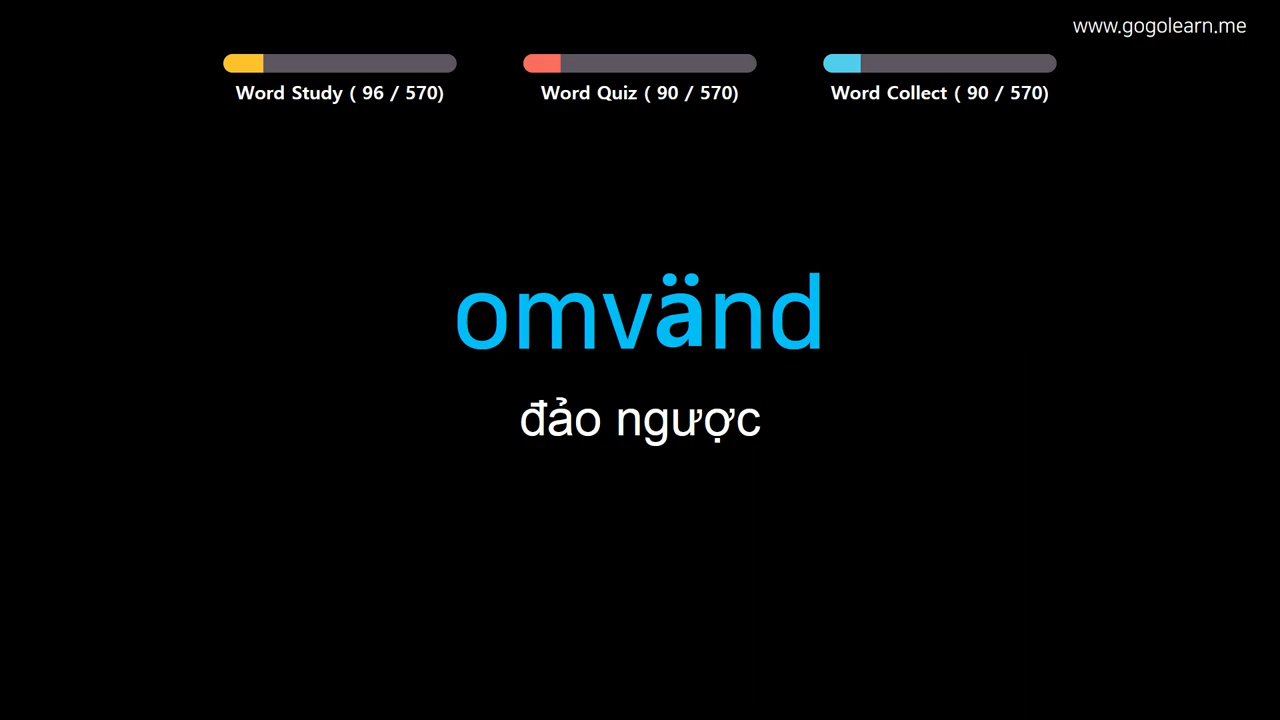 www.gogolearn.me
Word Study ( 96 / 570)
Word Quiz ( 90 / 570)
Word Collect ( 90 / 570)
omvänd
đảo ngược